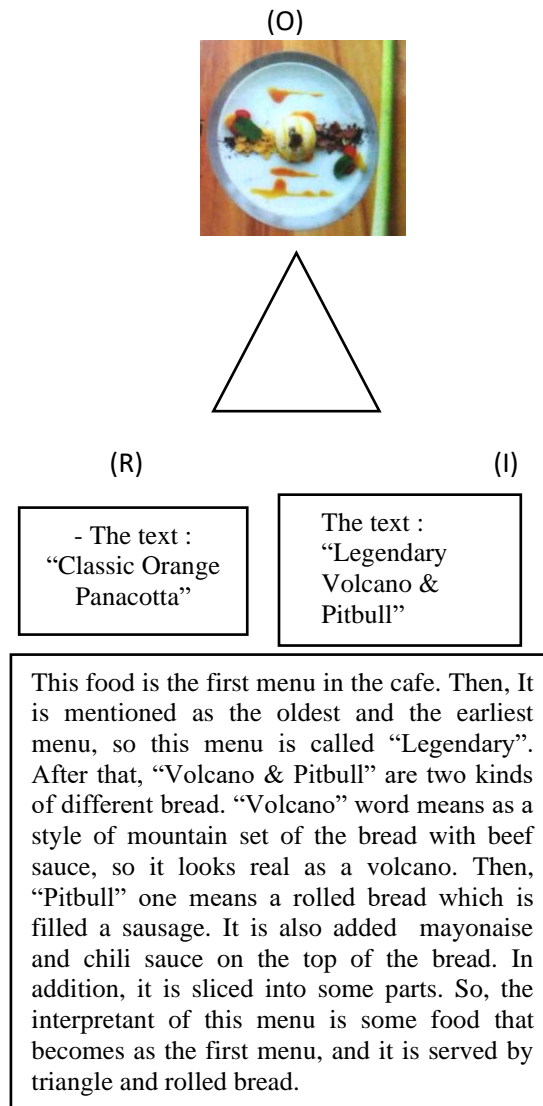 (O)
(R)
(I)
- The text :
“Classic Orange
Panacotta”
The text :
“Legendary
Volcano &
Pitbull”
This food is the first menu in the cafe. Then, It
is mentioned as the oldest and the earliest
menu, so this menu is called “Legendary”.
After that, “Volcano & Pitbull” are two kinds
of different bread. “Volcano” word means as a
style of mountain set of the bread with beef
sauce, so it looks real as a volcano. Then,
“Pitbull” one means a rolled bread which is
filled a sausage. It is also added mayonaise
and chili sauce on the top of the bread. In
addition, it is sliced into some parts. So, the
interpretant of this menu is some food that
becomes as the first menu, and it is served by
triangle and rolled bread.